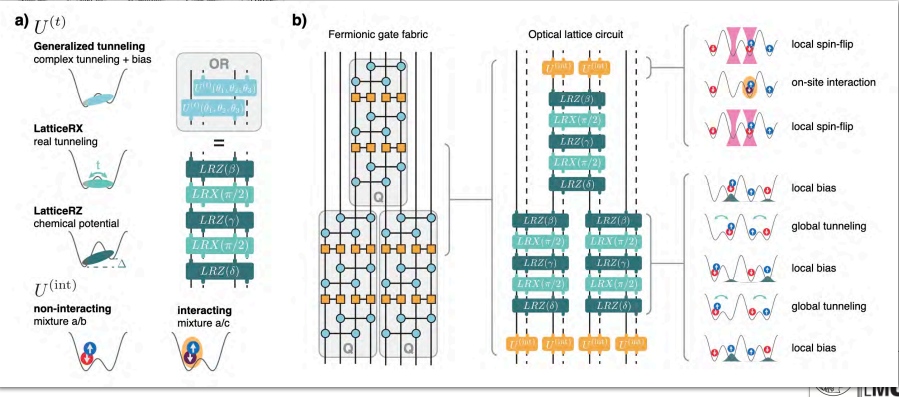 a) U^(t)
Generalized tunneling
complex tunneling + bias
LatticeRX
real tunneling
t
LatticeRZ
chemical potential
Δ
U^(int)
non-interacting
mixture a/b
interacting
mixture a/c
OR
U^(t)(θ1, θ2, θ3)
U^(t)(θ1, θ2, θ3)
=
LRZ(β)
LRX(π/2)
LRZ(γ)
LRX(π/2)
LRZ(δ)
b)
Fermionic gate fabric
Q
Q
Q
Optical lattice circuit
U^(int) U^(int)
LRZ(β)
LRX(π/2)
LRZ(γ)
LRX(π/2)
LRZ(δ)
LRZ(β) LRZ(β)
LRX(π/2) LRX(π/2)
LRZ(γ) LRZ(γ)
LRX(π/2) LRX(π/2)
LRZ(δ) LRZ(δ)
U^(int) U^(int) U^(int) U^(int)
local spin-flip
on-site interaction
local spin-flip
local bias
global tunneling
local bias
global tunneling
local bias